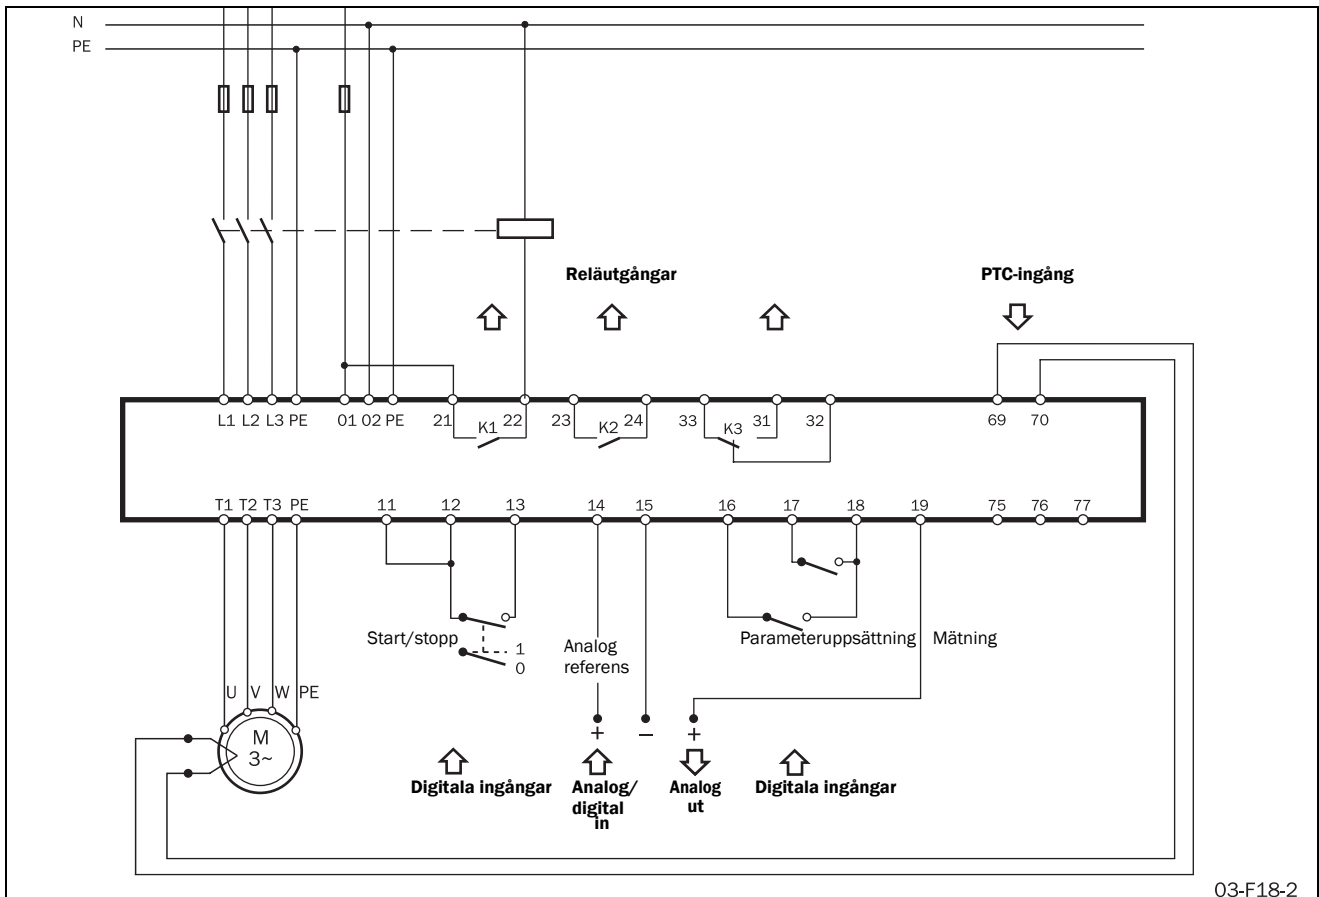 N
PE
Reläutgångar
PTC-ingång
L1 L2 L3 PE 01 02 PE 21 K1 22 23 K2 24 33 K3 31 32 69 70
T1 T2 T3 PE 11 12 13 14 15 16 17 18 19 75 76 77
Start/stopp
1
0
Analog
referens
Parameteruppsättning
Mätning
U V W PE
M
3~
+ – +
Digitala ingångar
Analog/
digital
in
Analog
ut
Digitala ingångar
03-F18-2